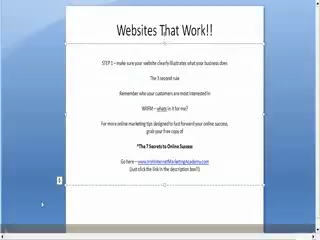 Websites That Work!!
STEP 1 – make sure your website clearly illustrates what your business does
The 3 second rule
Remember who your customers are most interested in
WIIFM – whats in it for me?
For more online marketing tips designed to fast forward your online success,
grab your free copy of
"The 7 Secrets to Online Success
Go here – www.IrishInternetMarketingAcademy.com
(Just click the link in the description box!!)